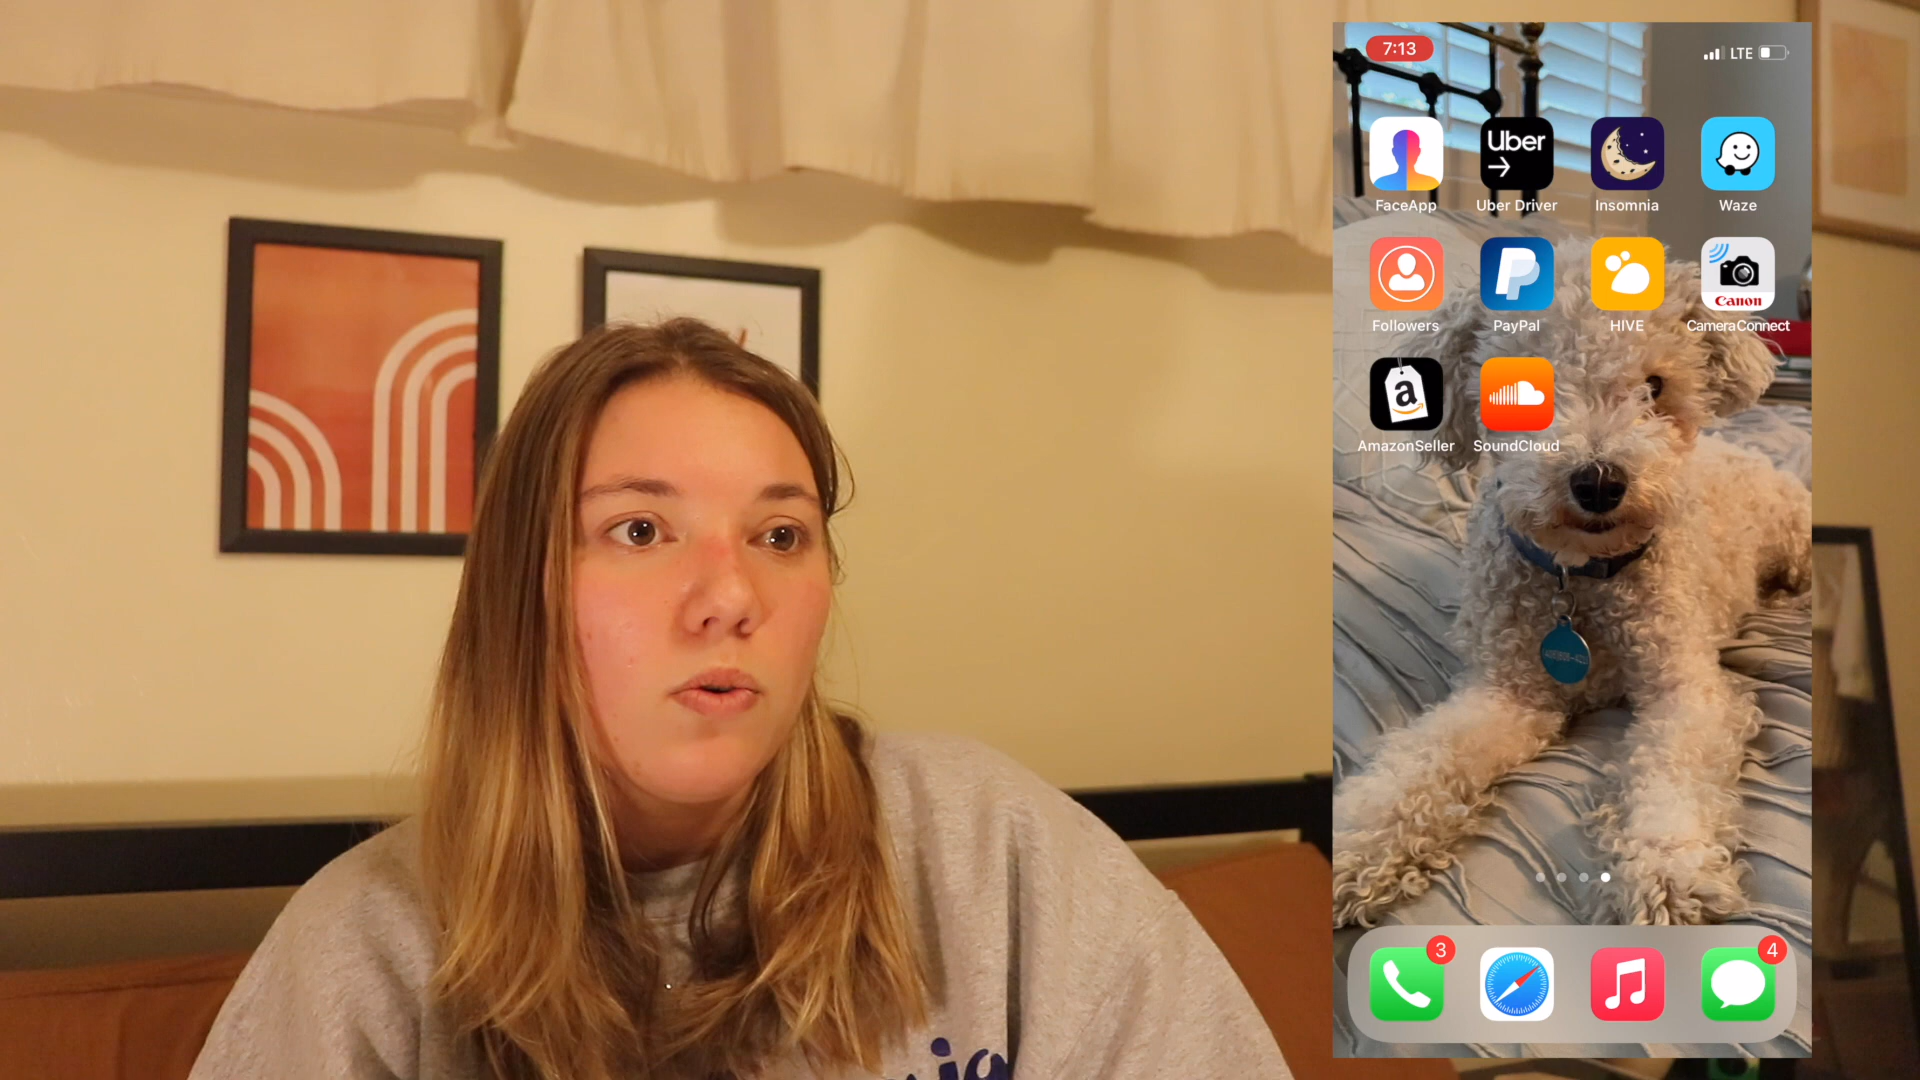 7:13
LTE
Uber
FaceApp
Uber Driver
Insomnia
Waze
Canon
Followers
PayPal
HIVE
CameraConnect
a
AmazonSeller
SoundCloud
3
4